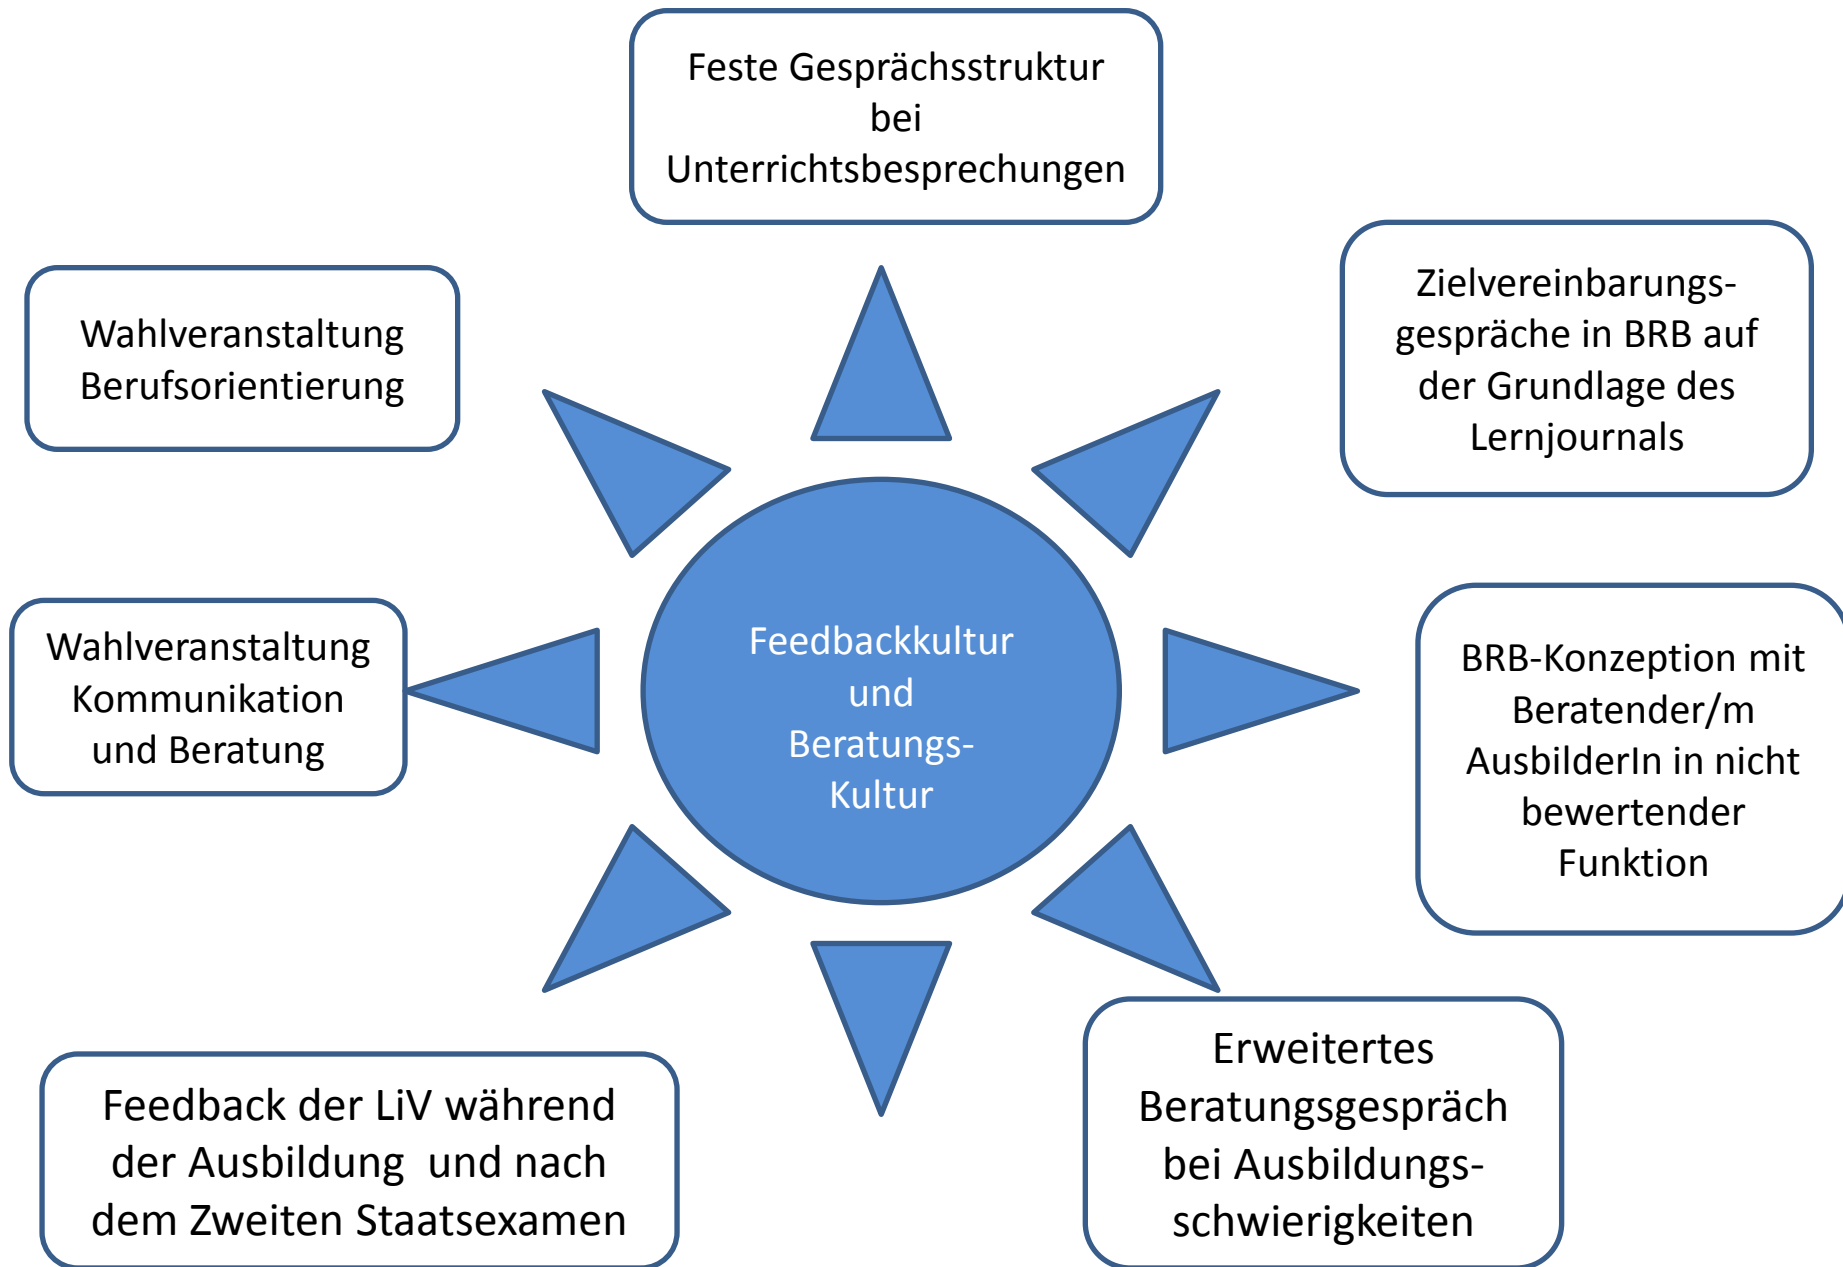 Feste Gesprächsstruktur
bei
Unterrichtsbesprechungen
Zielvereinbarungs-
gespräche in BRB auf
der Grundlage des
Lernjournals
Wahlveranstaltung
Berufsorientierung
Feedbackkultur
und
Beratungs-
Kultur
Wahlveranstaltung
Kommunikation
und Beratung
BRB-Konzeption mit
Beratender/m
AusbilderIn in nicht
bewertender
Funktion
Erweitertes
Beratungsgespräch
bei Ausbildungs-
schwierigkeiten
Feedback der LiV während
der Ausbildung  und nach
dem Zweiten Staatsexamen